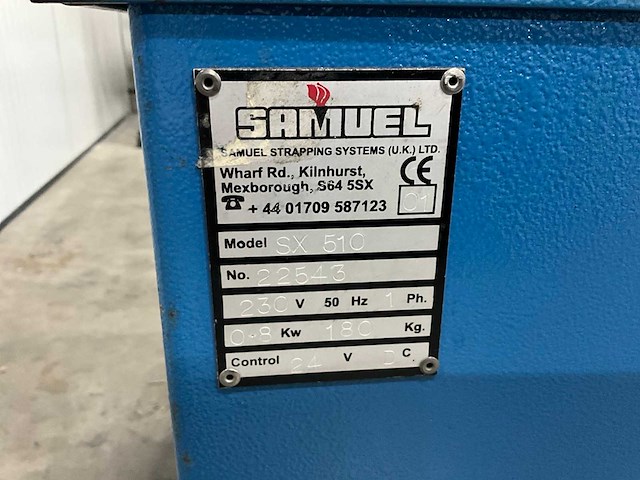 SAMUEL
SAMUEL STRAPPING SYSTEMS (U.K.) LTD.
Wharf Rd., Kilnhurst,
Mexborough, S64 5SX
☎ + 44 01709 587123
CE
01
Model SX 510
No. 22543
230 V 50 Hz 1 Ph.
0·8 Kw 180 Kg.
Control 24 V D C.